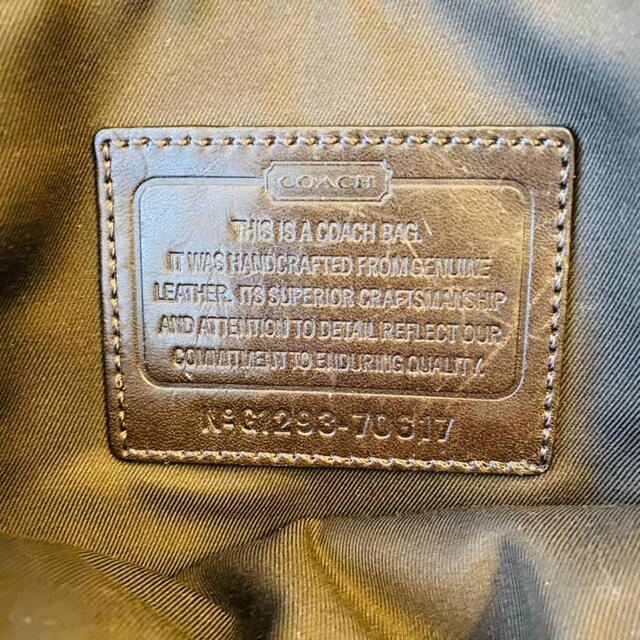 COACH
THIS IS A COACH BAG.
IT WAS HANDCRAFTED FROM GENUINE
LEATHER. ITS SUPERIOR CRAFTSMANSHIP
AND ATTENTION TO DETAIL REFLECT OUR
COMMITMENT TO ENDURING QUALITY.
Nº G1293-70617